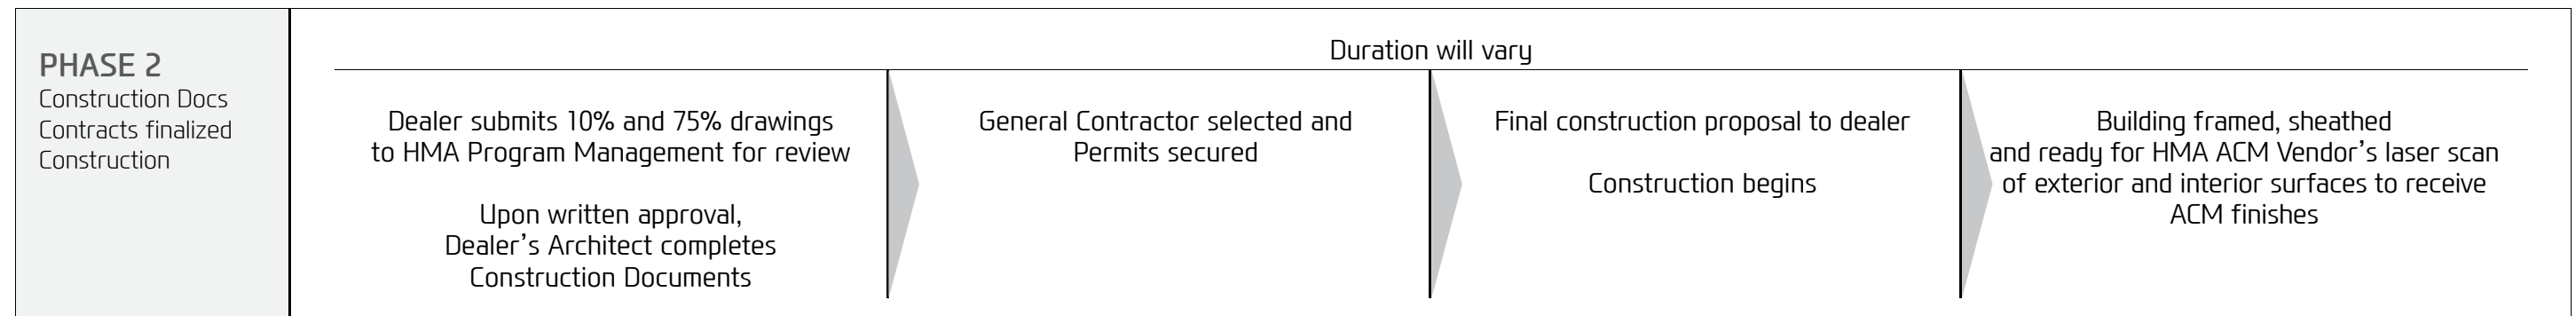 PHASE 2
Construction Docs
Contracts finalized
Construction
Duration will vary
Dealer submits 10% and 75% drawings
to HMA Program Management for review
Upon written approval,
Dealer's Architect completes
Construction Documents
General Contractor selected and
Permits secured
Final construction proposal to dealer
Construction begins
Building framed, sheathed
and ready for HMA ACM Vendor's laser scan
of exterior and interior surfaces to receive
ACM finishes